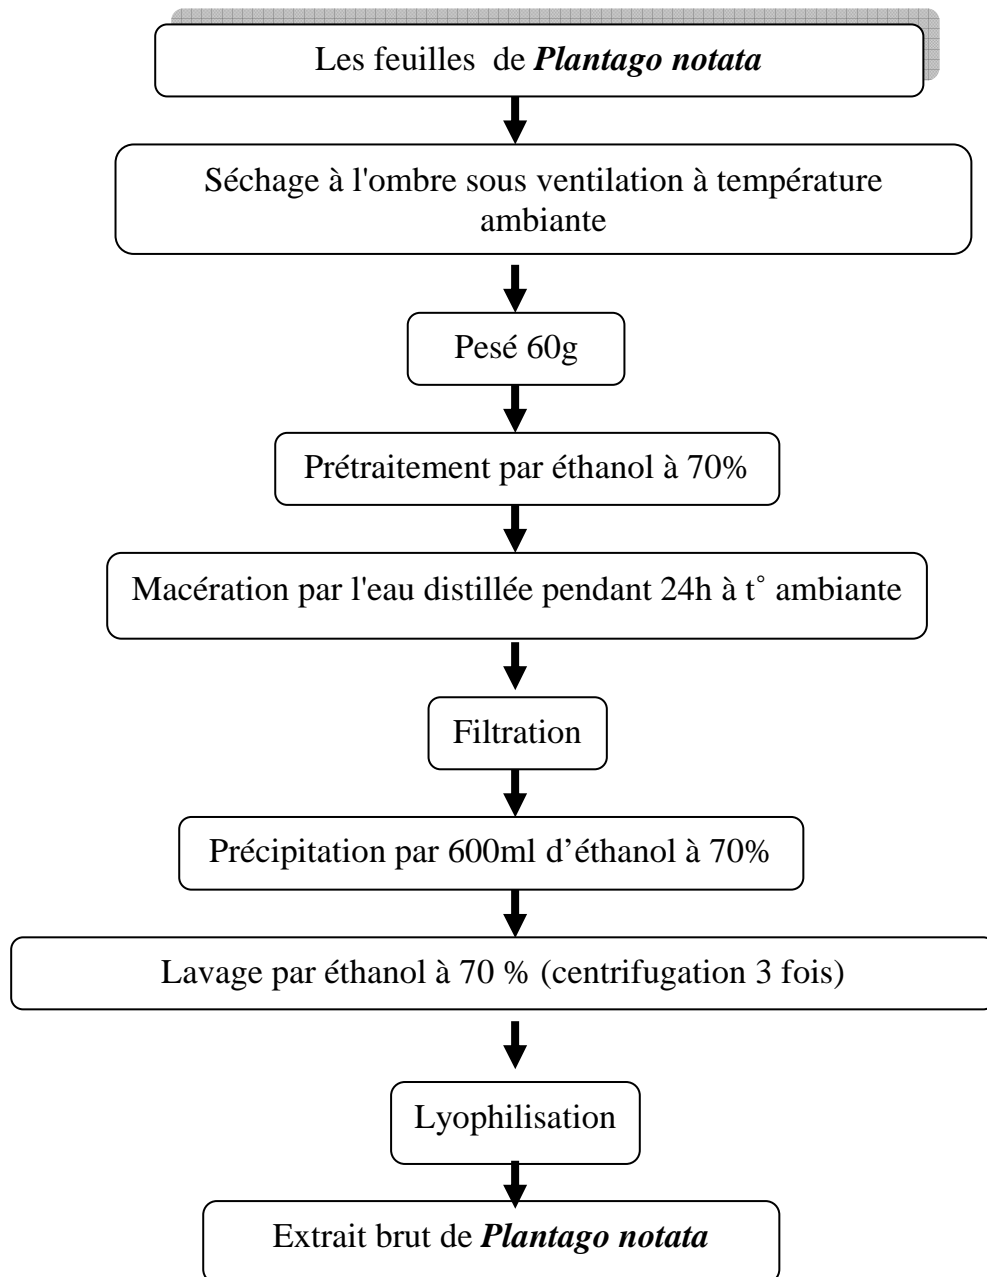 Les feuilles de Plantago notata
Séchage à l'ombre sous ventilation à température
ambiante
Pesé 60g
Prétraitement par éthanol à 70%
Macération par l'eau distillée pendant 24h à t° ambiante
Filtration
Précipitation par 600ml d’éthanol à 70%
Lavage par éthanol à 70 % (centrifugation 3 fois)
Lyophilisation
Extrait brut de Plantago notata